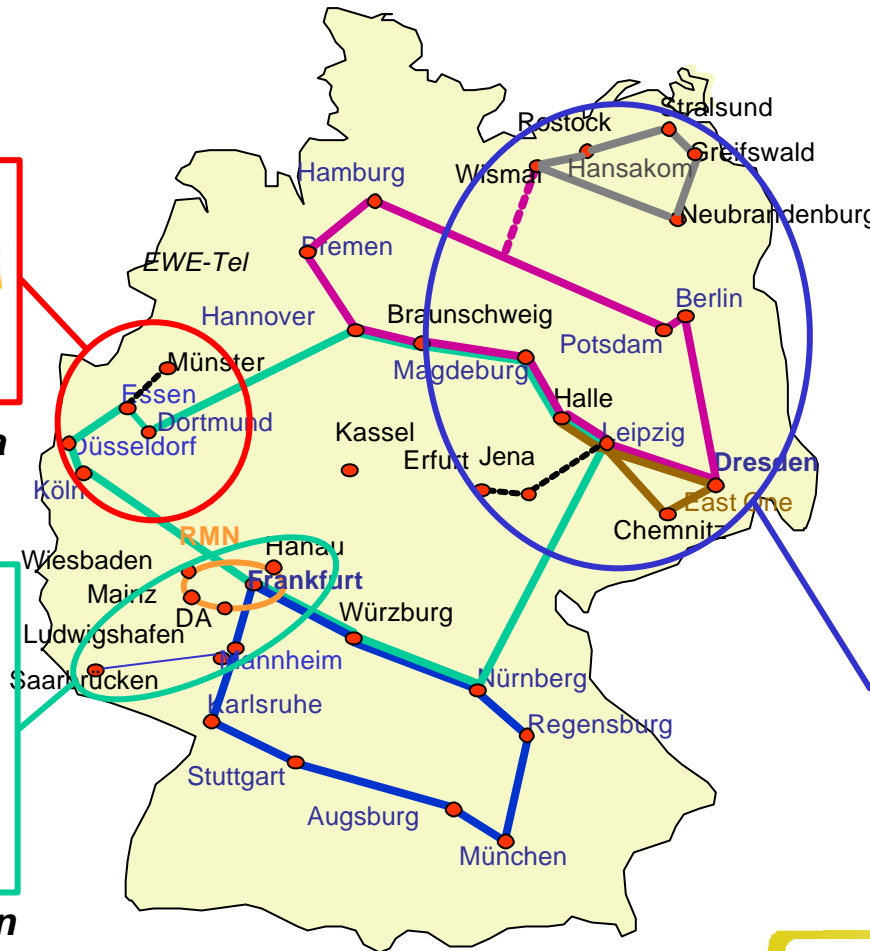 Stralsund
Rostock
Greifswald
Hansakom
Wismar
Hamburg
Neubrandenburg
Bremen
EWE-Tel
Berlin
Hannover
Braunschweig
Potsdam
Magdeburg
Münster
Essen
Halle
Dortmund
Kassel
Leipzig
Düsseldorf
Erfurt
Jena
Dresden
Köln
East One
Chemnitz
RMN
Hanau
Wiesbaden
Frankfurt
Mainz
DA
Würzburg
Ludwigshafen
Mannheim
Saarbrücken
Nürnberg
Karlsruhe
Regensburg
Stuttgart
Augsburg
München